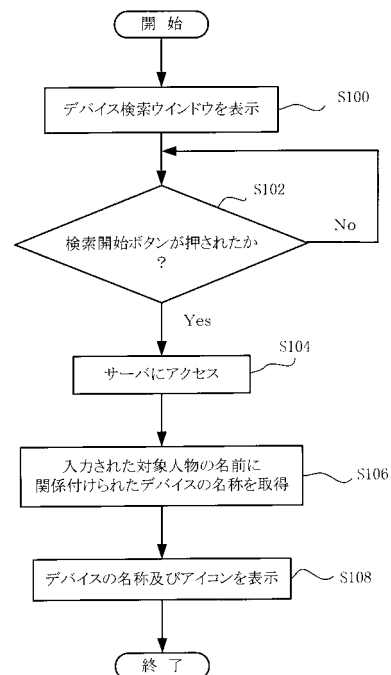 開 始
デバイス検索ウインドウを表示
S100
S102
検索開始ボタンが押されたか
?
No
Yes
S104
サーバにアクセス
入力された対象人物の名前に
関係付けられたデバイスの名称を取得
S106
デバイスの名称及びアイコンを表示
S108
終 了